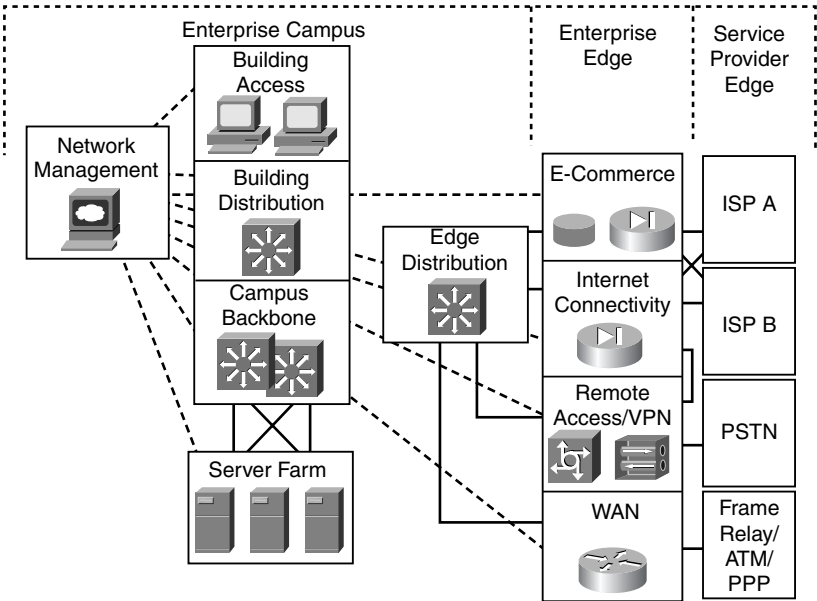 Enterprise Campus
Enterprise
Edge
Service
Provider
Edge
Building
Access
Network
Management
Building
Distribution
Campus
Backbone
Server Farm
Edge
Distribution
E-Commerce
Internet
Connectivity
Remote
Access/VPN
WAN
ISP A
ISP B
PSTN
Frame
Relay/
ATM/
PPP